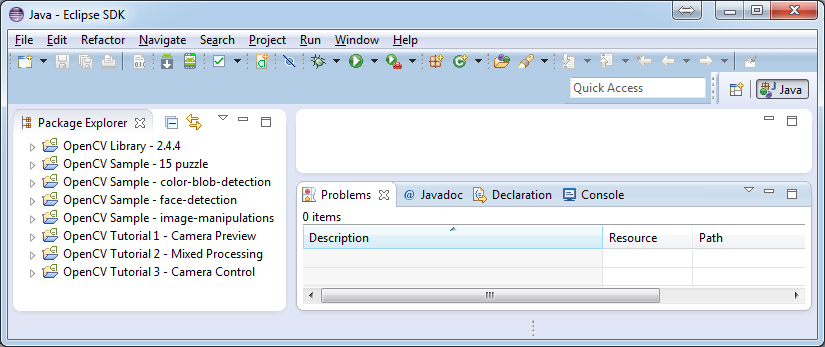 Java - Eclipse SDK
File Edit Refactor Navigate Search Project Run Window Help
Quick Access
Java
Package Explorer
OpenCV Library - 2.4.4
OpenCV Sample - 15 puzzle
OpenCV Sample - color-blob-detection
OpenCV Sample - face-detection
OpenCV Sample - image-manipulations
OpenCV Tutorial 1 - Camera Preview
OpenCV Tutorial 2 - Mixed Processing
OpenCV Tutorial 3 - Camera Control
Problems @ Javadoc Declaration Console
0 items
Description Resource Path